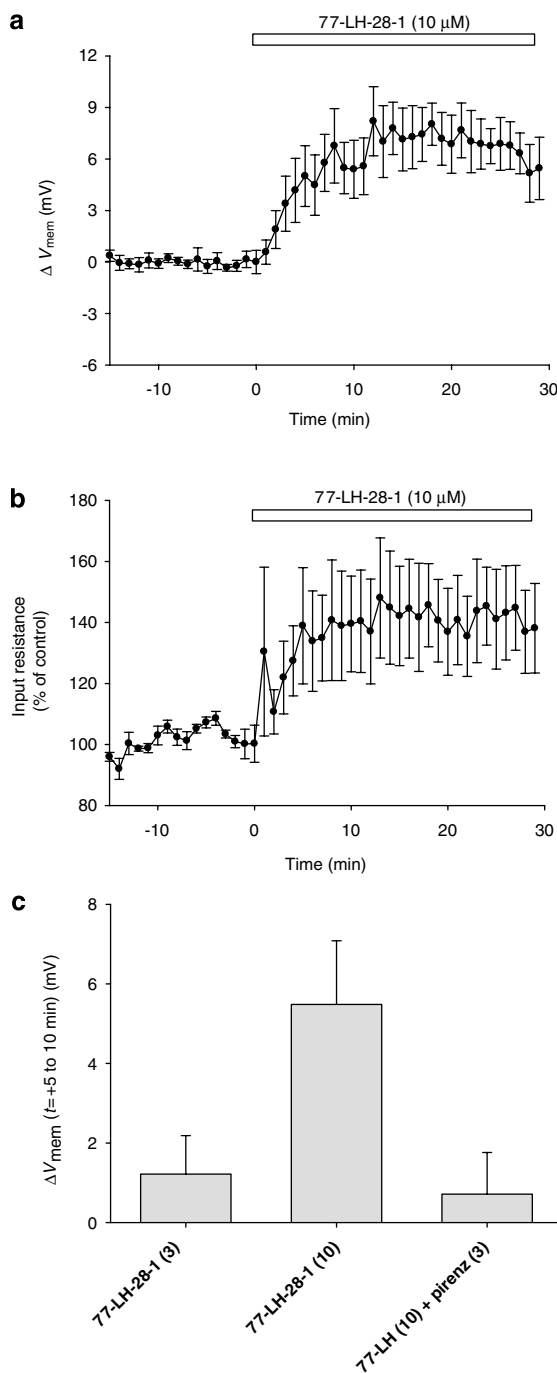 a
77-LH-28-1 (10 μM)
12
9
6
3
0
-3
-6
Δ Vmem (mV)
-10
0
10
20
30
Time (min)
b
77-LH-28-1 (10 μM)
180
160
140
120
100
80
Input resistance
(% of control)
-10
0
10
20
30
Time (min)
c
8
6
4
2
0
ΔVmem (t=+5 to 10 min) (mV)
77-LH-28-1 (3)
77-LH-28-1 (10)
77-LH (10) + pirenz (3)